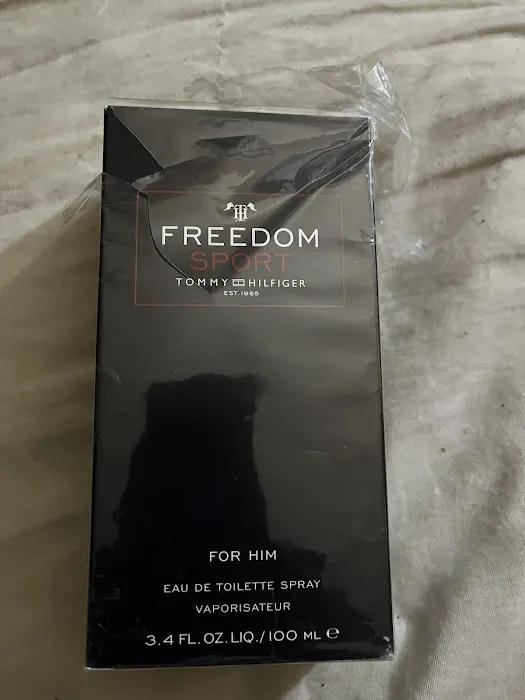 FREEDOM
SPORT
TOMMY HILFIGER
EST. 1985
FOR HIM
EAU DE TOILETTE SPRAY
VAPORISATEUR
3.4 FL. OZ. LIQ./100 ML ℮